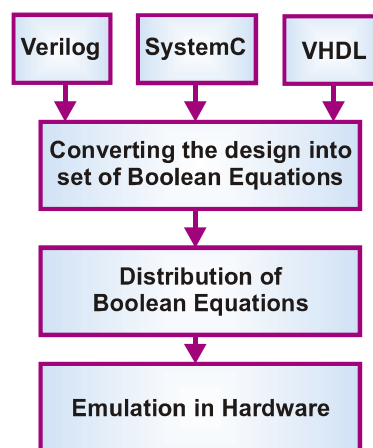 Verilog
SystemC
VHDL
Converting the design into
set of Boolean Equations
Distribution of
Boolean Equations
Emulation in Hardware